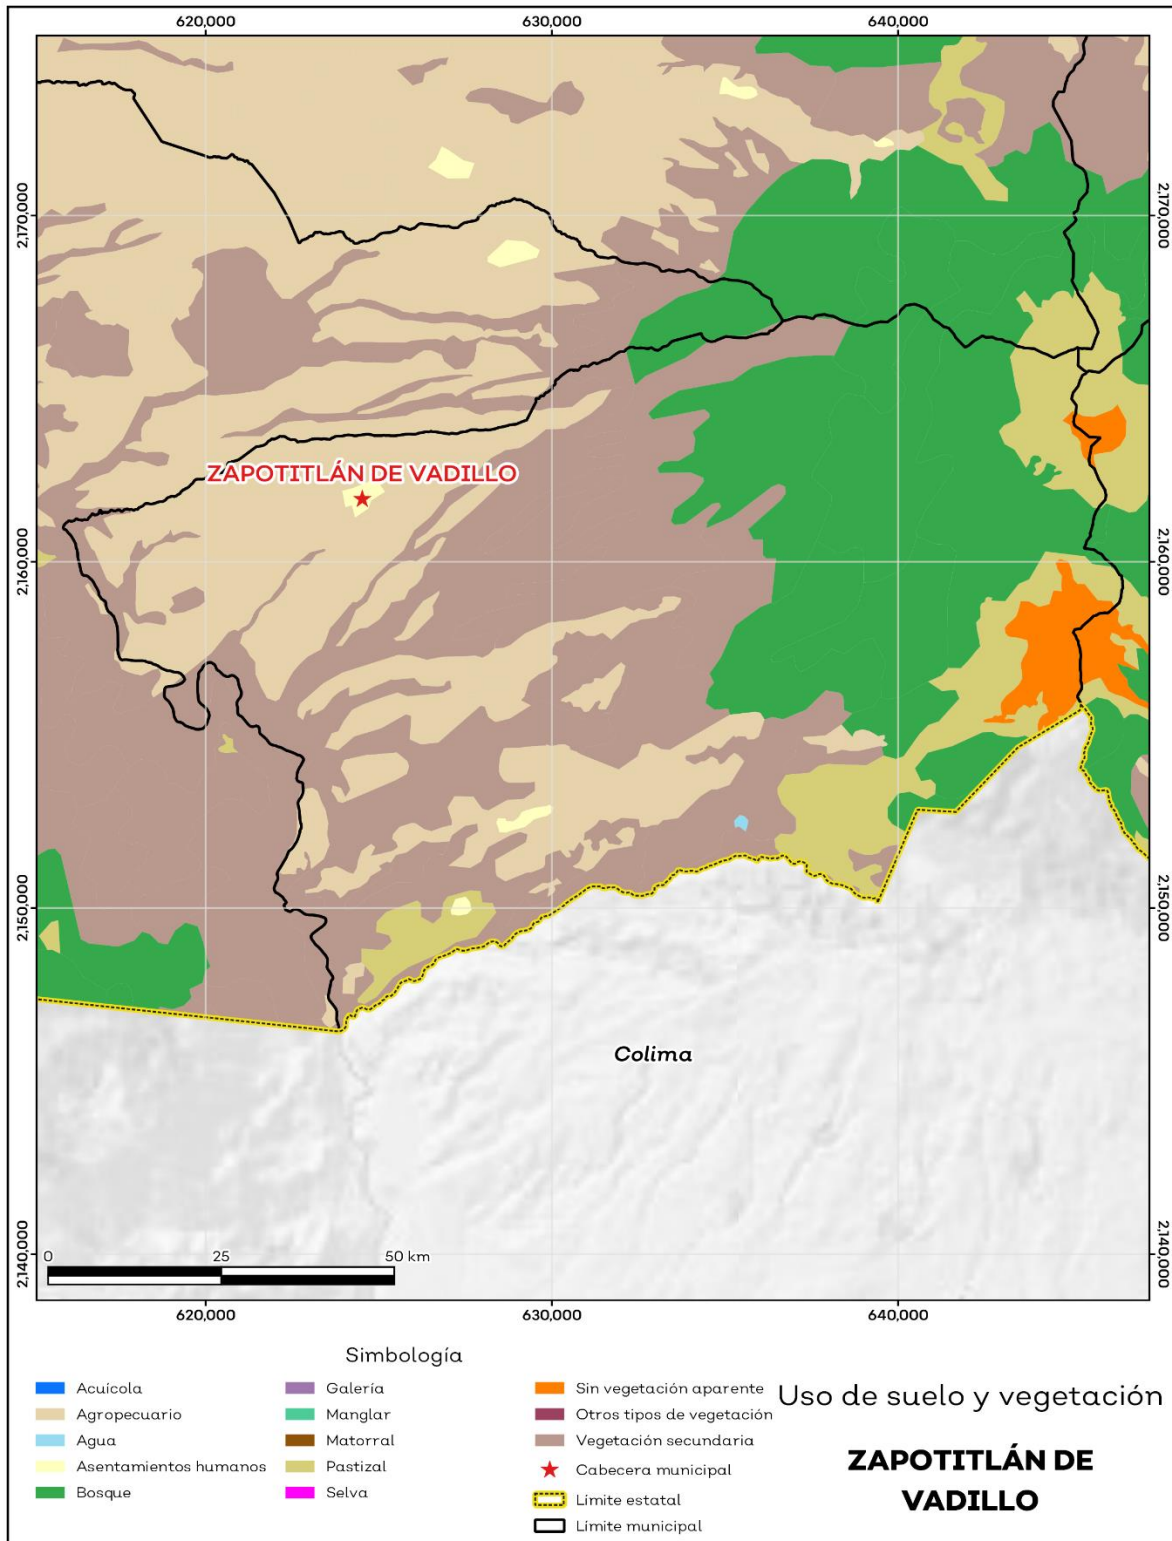 620,000 630,000 640,000
2,170,000 2,170,000
ZAPOTITLÁN DE VADILLO
2,160,000 2,160,000
2,150,000 2,150,000
Colima
2,140,000 2,140,000
0 25 50 km
620,000 630,000 640,000
Simbología
Acuícola
Agropecuario
Agua
Asentamientos humanos
Bosque
Galería
Manglar
Matorral
Pastizal
Selva
Sin vegetación aparente
Otros tipos de vegetación
Vegetación secundaria
Cabecera municipal
Límite estatal
Límite municipal
Uso de suelo y vegetación
ZAPOTITLÁN DE
VADILLO